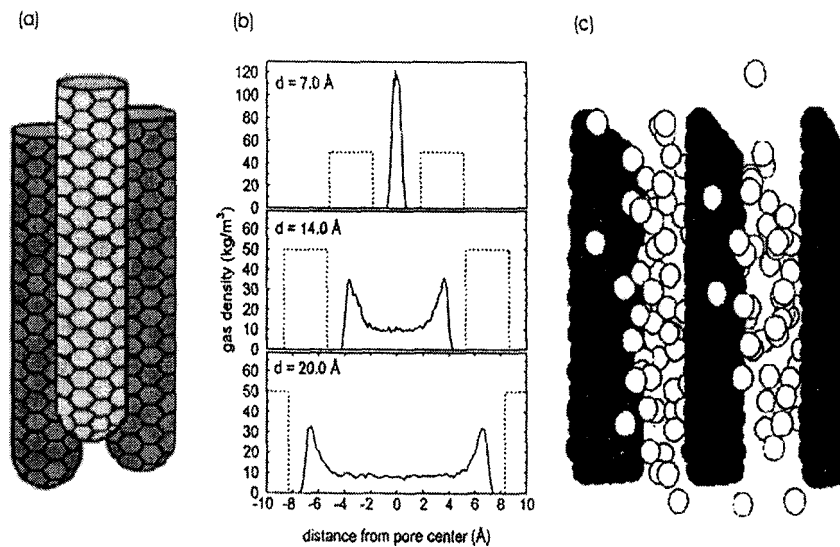 (a)
(b)
(c)
d = 7.0 Å
120
100
80
60
40
20
0
d = 14.0 Å
50
40
30
20
10
0
d = 20.0 Å
60
50
40
30
20
10
0
gas density (kg/m³)
-10 -8 -6 -4 -2 0 2 4 6 8 10
distance from pore center (Å)